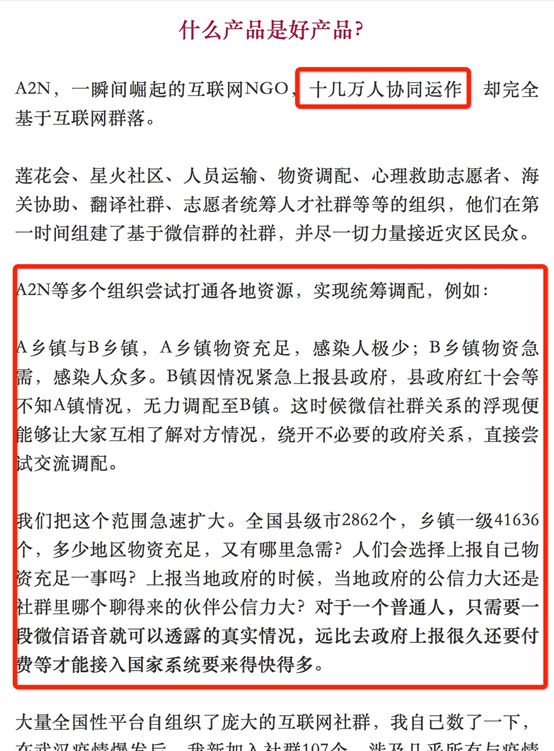 什么产品是好产品?
A2N，一瞬间崛起的互联网NGO，十几万人协同运作 却完全
基于互联网群落。
莲花会、星火社区、人员运输、物资调配、心理救助志愿者、海
关协助、翻译社群、志愿者统筹人才社群等等的组织，他们在第
一时间组建了基于微信群的社群，并尽一切力量接近灾区民众。
A2N等多个组织尝试打通各地资源，实现统筹调配，例如：
A乡镇与B乡镇，A乡镇物资充足，感染人极少；B乡镇物资急
需，感染人众多。B镇因情况紧急上报县政府，县政府红十会等
不知A镇情况，无力调配至B镇。这时候微信社群关系的浮现便
能够让大家互相了解对方情况，绕开不必要的政府关系，直接尝
试交流调配。
我们把这个范围急速扩大。全国县级市2862个，乡镇一级41636
个，多少地区物资充足，又有哪里急需？人们会选择上报自己物
资充足一事吗？上报当地政府的时候，当地政府的公信力大还是
社群里哪个聊得来的伙伴公信力大？对于一个普通人，只需要一
段微信语音就可以透露的真实情况，远比去政府上报很久还要付
费等才能接入国家系统要来得快得多。
大量全国性平台自组织了庞大的互联网社群，我自己数了一下，
在武汉疫情爆发后，我新加入社群107个，涉及几乎所有与疫情